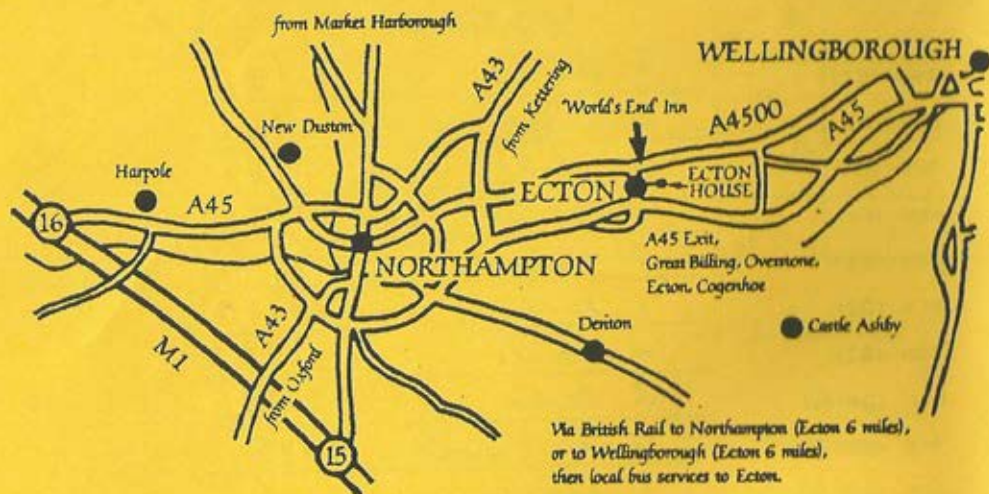 from Market Harborough
WELLINGBOROUGH
A43
from Kettering
World's End Inn
A4500
A45
New Duston
Harpole
A45
ECTON
ECTON
HOUSE
16
A45 Exit,
Great Billing, Overstone,
Ecton, Cogenhoe
NORTHAMPTON
A43
from Oxford
M1
Denton
Castle Ashby
15
Via British Rail to Northampton (Ecton 6 miles),
or to Wellingborough (Ecton 6 miles),
then local bus services to Ecton.